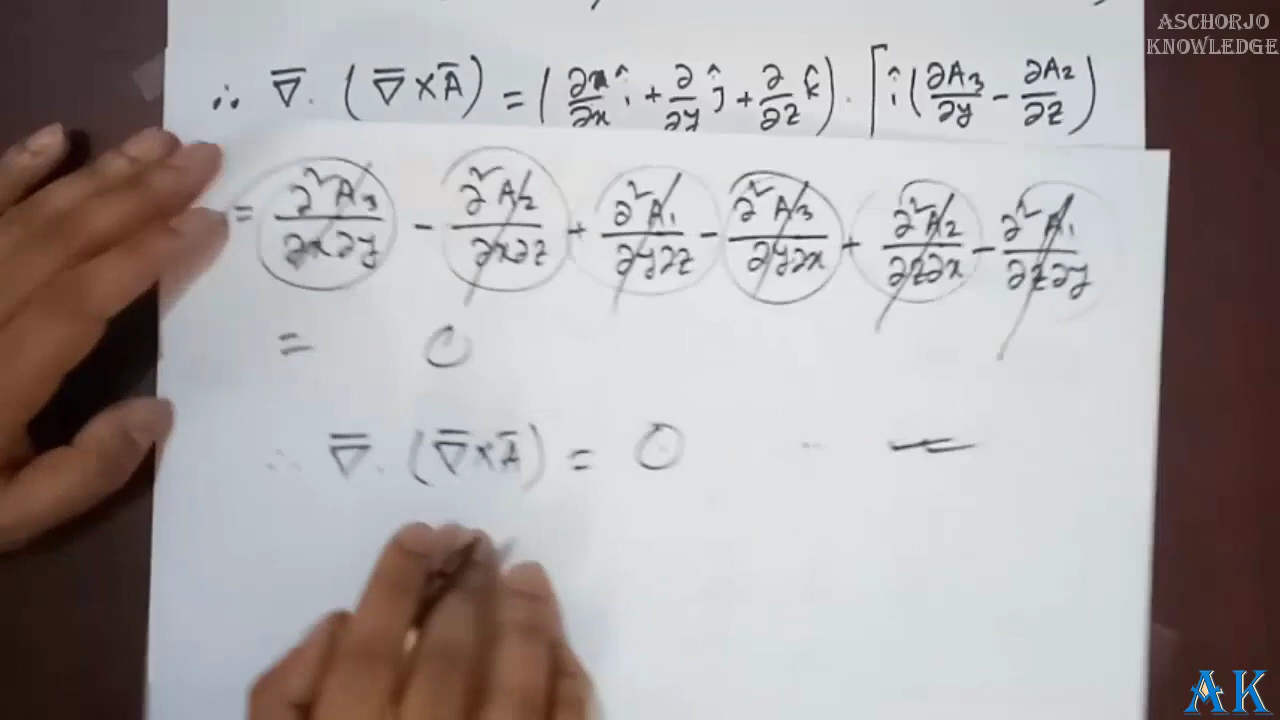 ASCHORJO
KNOWLEDGE
∴ ∇̅. (∇̅×A̅) = (∂x/∂x î + ∂/∂y ĵ + ∂/∂z k̂) . [î (∂A₃/∂y − ∂A₂/∂z)
= ∂²A₃/∂x∂y − ∂²A₂/∂x∂z + ∂²A₁/∂y∂z − ∂²A₃/∂y∂x + ∂²A₂/∂z∂x − ∂²A₁/∂z∂y
= 0
∴ ∇̅. (∇̅×A̅) = 0
AK